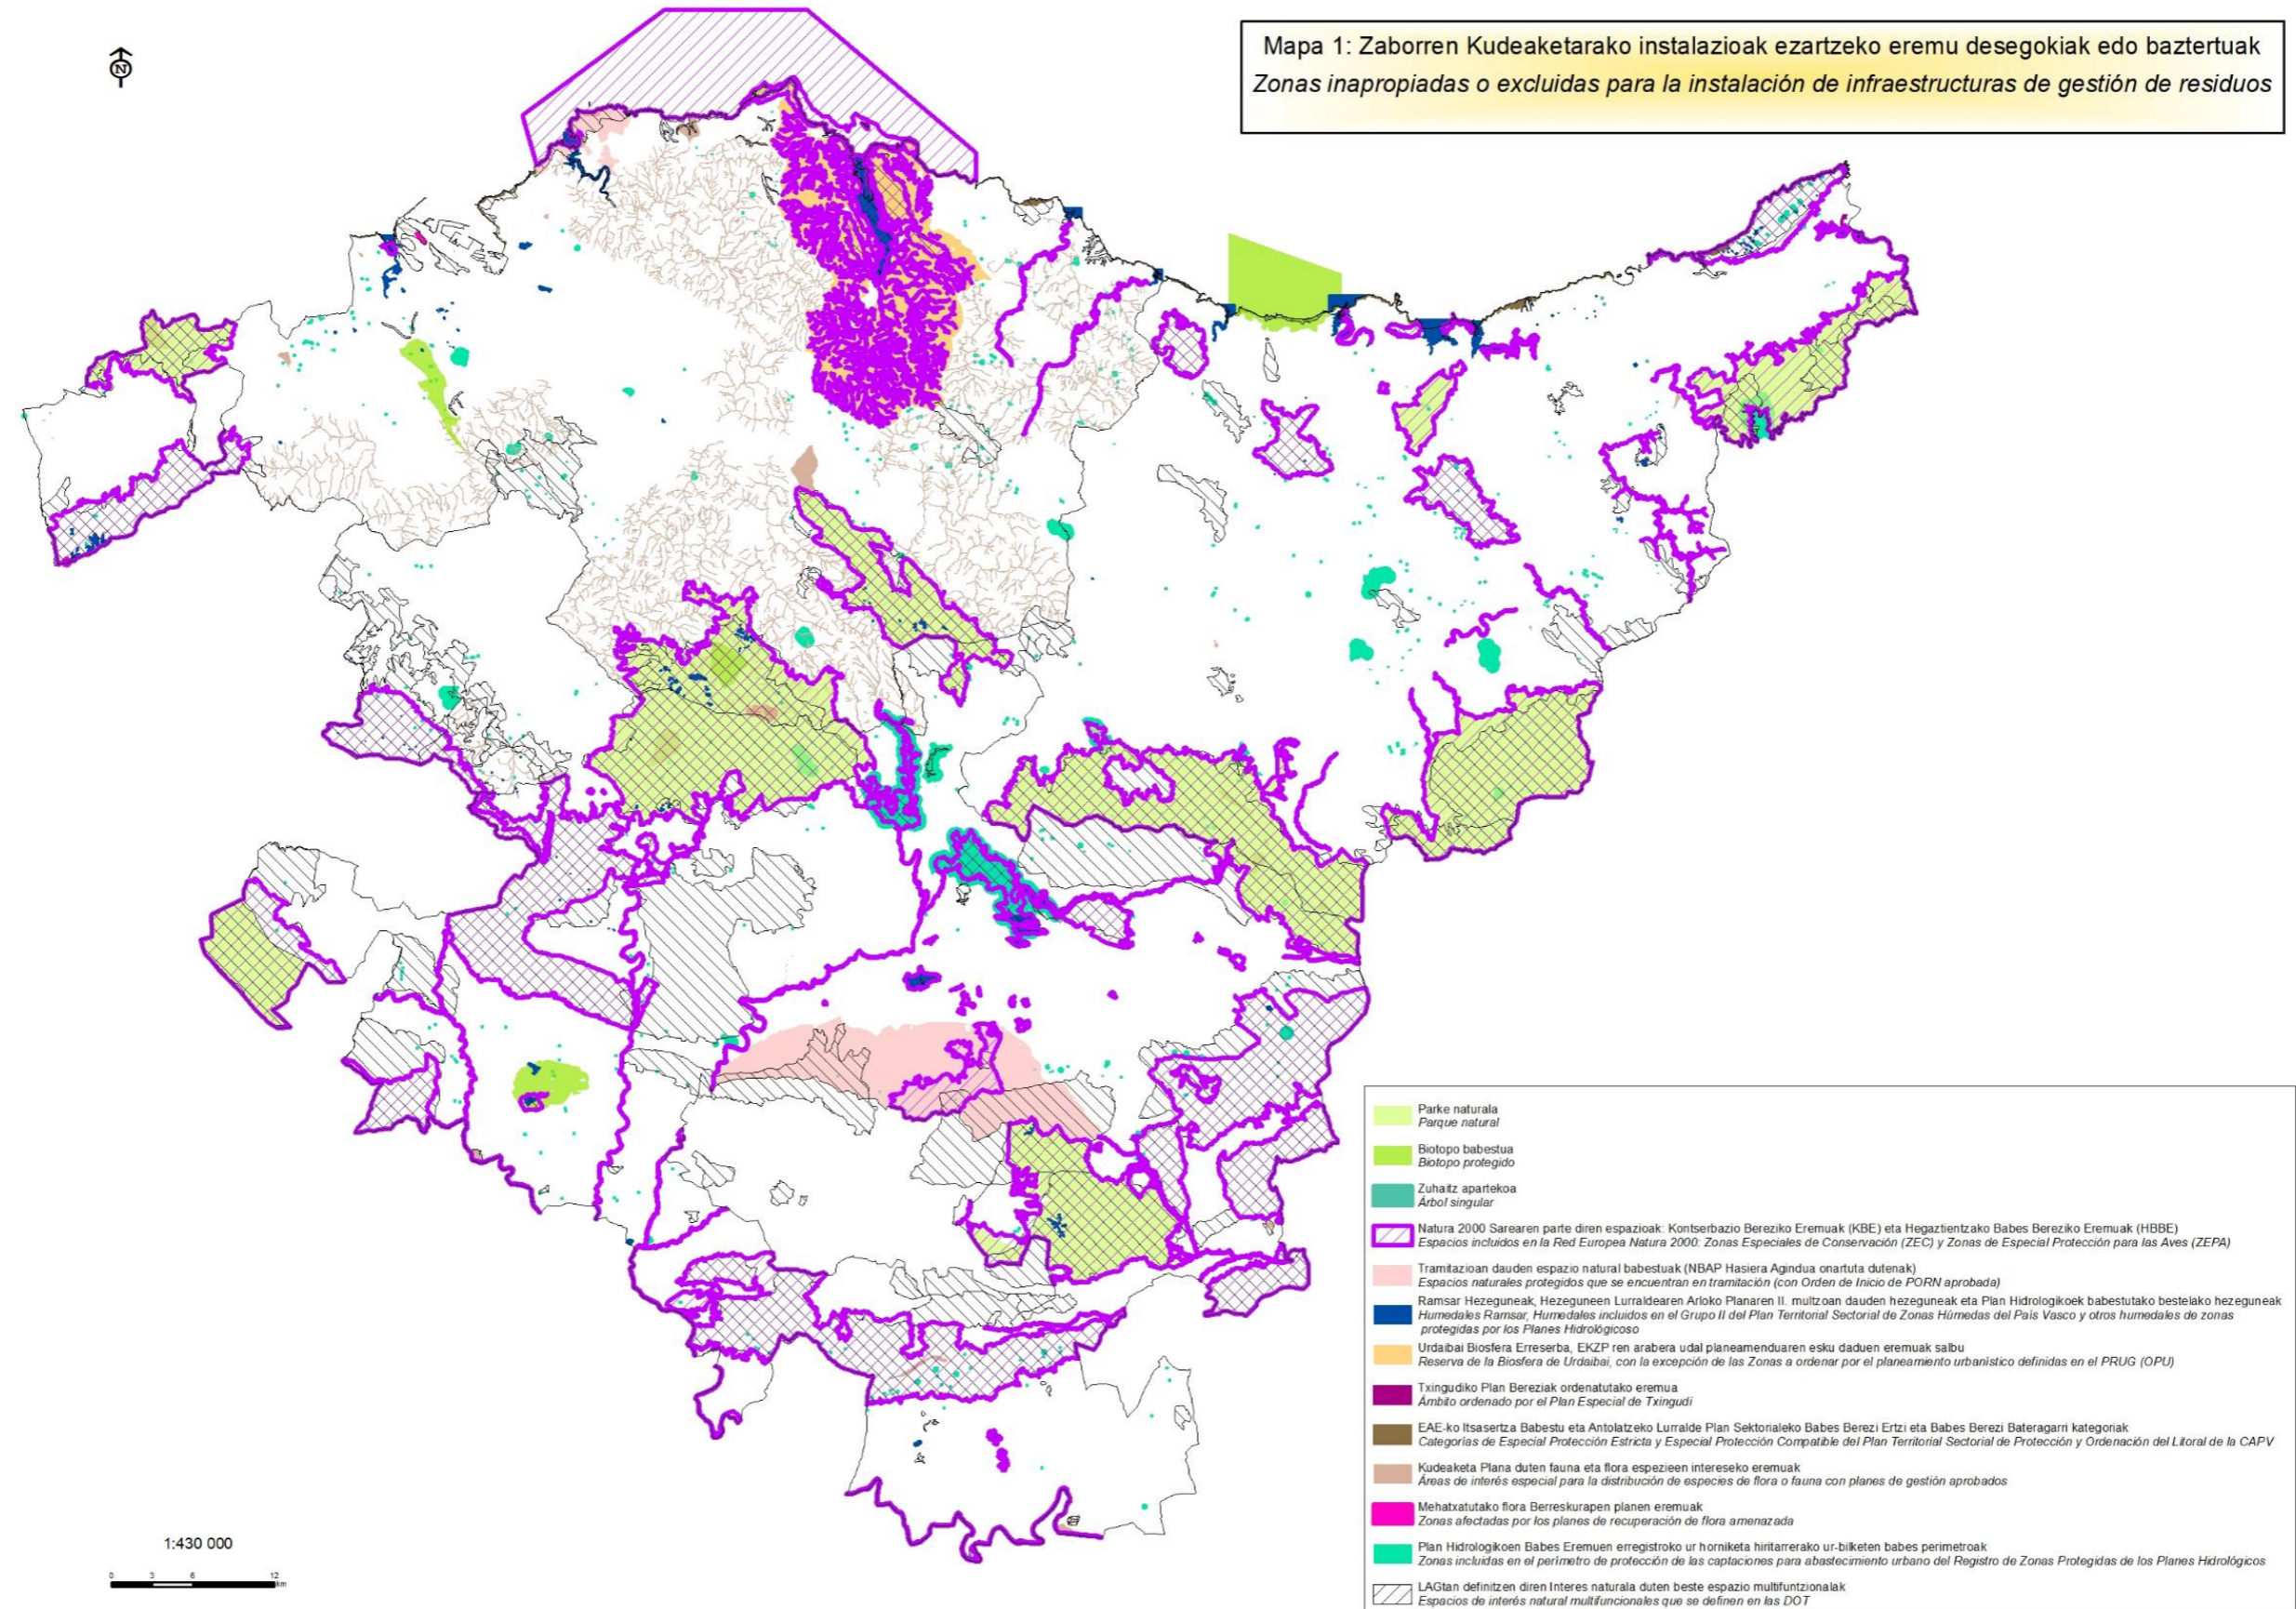 N
Mapa 1: Zaborren Kudeaketarako instalazioak ezartzeko eremu desegokiak edo baztertuak
Zonas inapropiadas o excluidas para la instalación de infraestructuras de gestión de residuos
Parke naturala
Parque natural
Biotopo babestua
Biotopo protegido
Zuhaitz apartekoa
Árbol singular
Natura 2000 Sarearen parte diren espazioak: Kontserbazio Bereziko Eremuak (KBE) eta Hegaztientzako Babes Bereziko Eremuak (HBBE)
Espacios incluidos en la Red Europea Natura 2000: Zonas Especiales de Conservación (ZEC) y Zonas de Especial Protección para las Aves (ZEPA)
Tramitazioan dauden espazio natural babestuak (NBAP Hasiera Agindua onartuta dutenak)
Espacios naturales protegidos que se encuentran en tramitación (con Orden de Inicio de PORN aprobada)
Ramsar Hezeguneak, Hezeguneen Lurraldearen Arloko Planaren II. multzoan dauden hezeguneak eta Plan Hidrologikoek babestutako bestelako hezeguneak
Humedales Ramsar, Humedales incluidos en el Grupo II del Plan Territorial Sectorial de Zonas Húmedas del País Vasco y otros humedales de zonas
protegidas por los Planes Hidrológicoso
Urdaibai Biosfera Erreserba, EKZP ren arabera udal planeamenduaren esku daduen eremuak salbu
Reserva de la Biosfera de Urdaibai, con la excepción de las Zonas a ordenar por el planeamiento urbanístico definidas en el PRUG (OPU)
Txingudiko Plan Bereziak ordenatutako eremua
Ámbito ordenado por el Plan Especial de Txingudi
EAE-ko Itsasertza Babestu eta Antolatzeko Lurralde Plan Sektorialeko Babes Berezi Ertzi eta Babes Berezi Bateragarri kategoriak
Categorías de Especial Protección Estricta y Especial Protección Compatible del Plan Territorial Sectorial de Protección y Ordenación del Litoral de la CAPV
Kudeaketa Plana duten fauna eta flora espezieen intereseko eremuak
Áreas de interés especial para la distribución de especies de flora o fauna con planes de gestión aprobados
Mehatxatutako flora Berreskurapen planen eremuak
Zonas afectadas por los planes de recuperación de flora amenazada
Plan Hidrologikoen Babes Eremuen erregistroko ur horniketa hiritarrerako ur-bilketen babes perimetroak
Zonas incluidas en el perímetro de protección de las captaciones para abastecimiento urbano del Registro de Zonas Protegidas de los Planes Hidrológicos
LAGtan definitzen diren Interes naturala duten beste espazio multifuntzionalak
Espacios de interés natural multifuncionales que se definen en las DOT
1:430 000
0 3 6 12
km